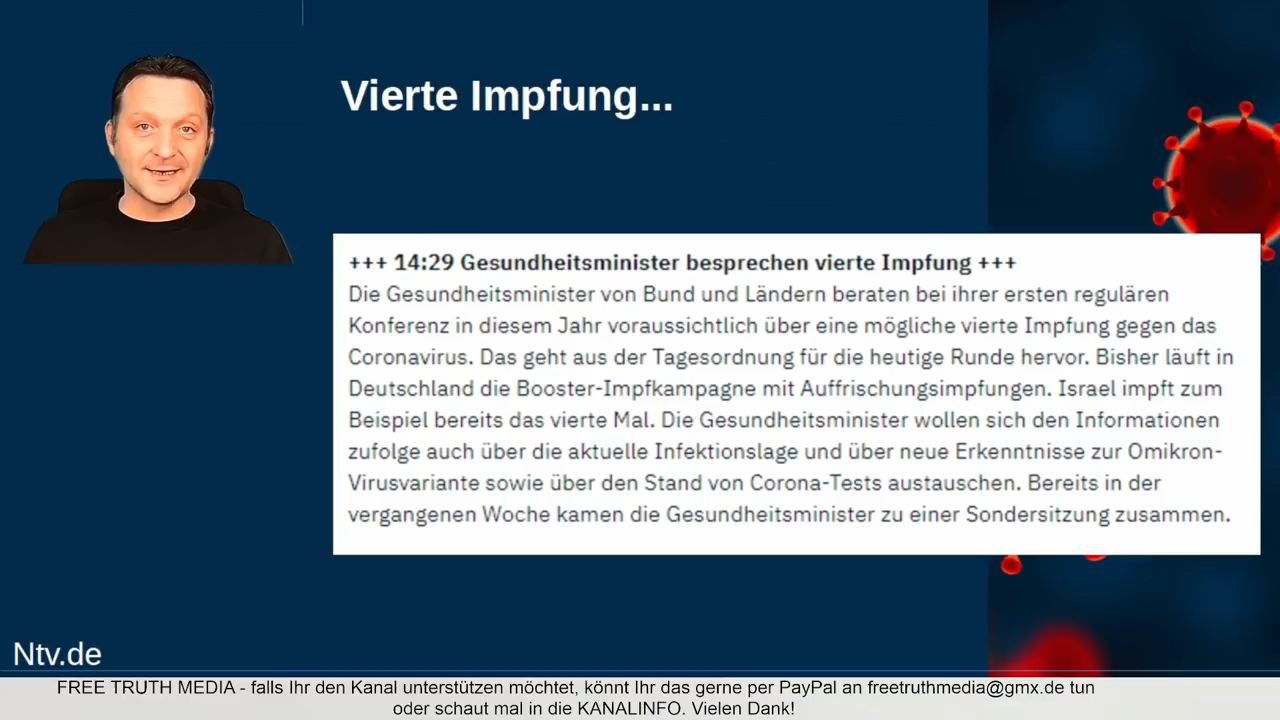 Vierte Impfung...
+++ 14:29 Gesundheitsminister besprechen vierte Impfung +++
Die Gesundheitsminister von Bund und Ländern beraten bei ihrer ersten regulären
Konferenz in diesem Jahr voraussichtlich über eine mögliche vierte Impfung gegen das
Coronavirus. Das geht aus der Tagesordnung für die heutige Runde hervor. Bisher läuft in
Deutschland die Booster-Impfkampagne mit Auffrischungsimpfungen. Israel impft zum
Beispiel bereits das vierte Mal. Die Gesundheitsminister wollen sich den Informationen
zufolge auch über die aktuelle Infektionslage und über neue Erkenntnisse zur Omikron-
Virusvariante sowie über den Stand von Corona-Tests austauschen. Bereits in der
vergangenen Woche kamen die Gesundheitsminister zu einer Sondersitzung zusammen.
Ntv.de
FREE TRUTH MEDIA - falls Ihr den Kanal unterstützen möchtet, könnt Ihr das gerne per PayPal an freetruthmedia@gmx.de tun
oder schaut mal in die KANALINFO. Vielen Dank!